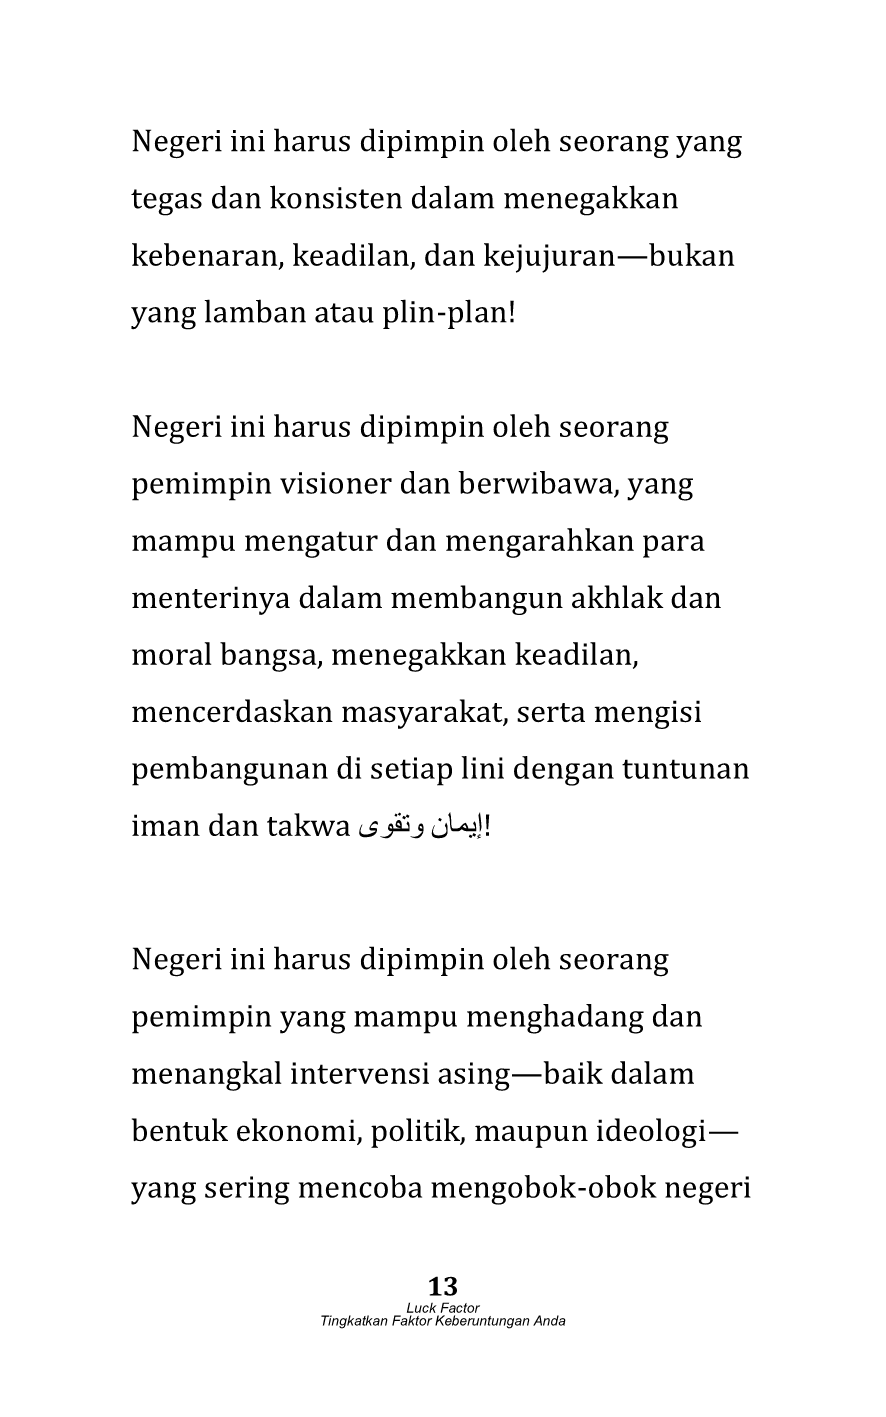 Negeri ini harus dipimpin oleh seorang yang
tegas dan konsisten dalam menegakkan
kebenaran, keadilan, dan kejujuran—bukan
yang lamban atau plin-plan!
Negeri ini harus dipimpin oleh seorang
pemimpin visioner dan berwibawa, yang
mampu mengatur dan mengarahkan para
menterinya dalam membangun akhlak dan
moral bangsa, menegakkan keadilan,
mencerdaskan masyarakat, serta mengisi
pembangunan di setiap lini dengan tuntunan
iman dan takwa إيمان وتقوى!
Negeri ini harus dipimpin oleh seorang
pemimpin yang mampu menghadang dan
menangkal intervensi asing—baik dalam
bentuk ekonomi, politik, maupun ideologi—
yang sering mencoba mengobok-obok negeri
13
Luck Factor
Tingkatkan Faktor Keberuntungan Anda